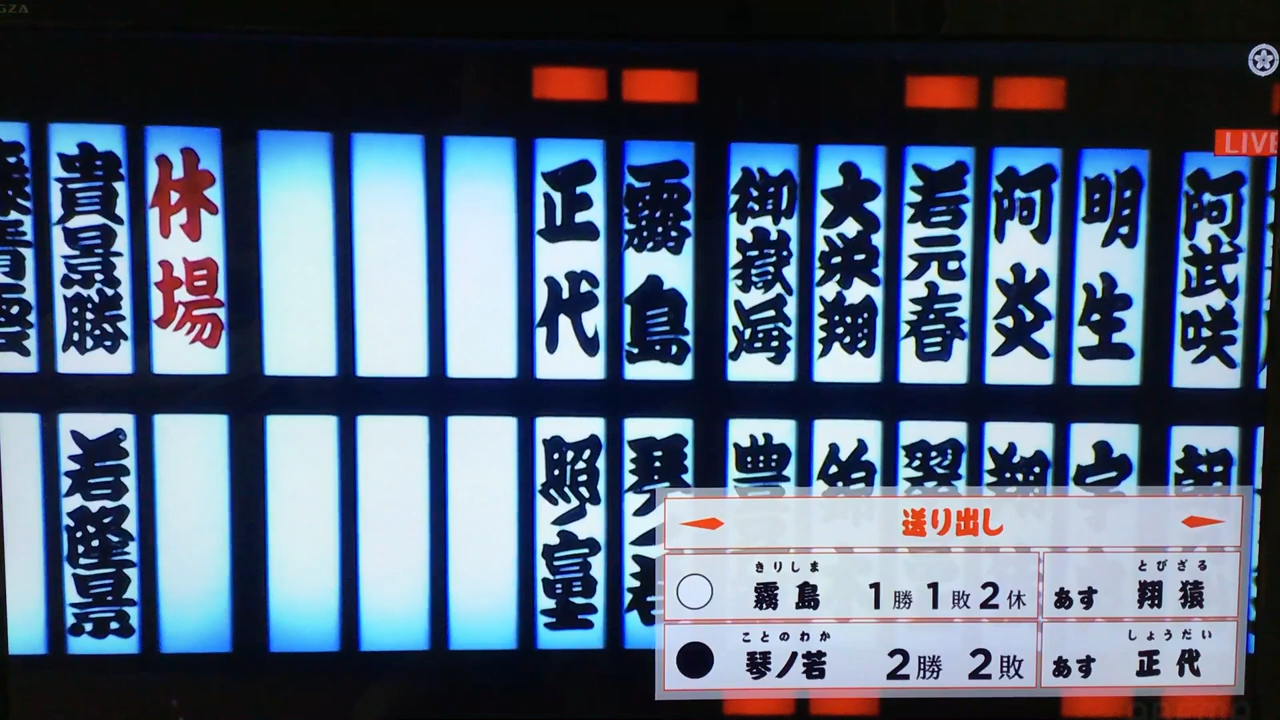 GZA
LIVE
貴景勝
休場
正代
霧島
御嶽海
大栄翔
若元春
阿炎
明生
阿武咲
若隆景
照ノ富士
琴ノ若
送り出し
きりしま
霧島 1勝1敗2休 あす
とびざる
翔猿
ことのわか
琴ノ若 2勝 2敗 あす
しょうだい
正代